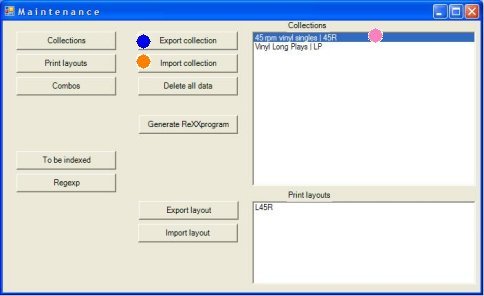 Maintenance
Collections
Collections
Export collection
45 rpm vinyl singles | 45R
Vinyl Long Plays | LP
Print layouts
Import collection
Combos
Delete all data
Generate ReXXprogram
To be indexed
Regexp
Print layouts
Export layout
L45R
Import layout